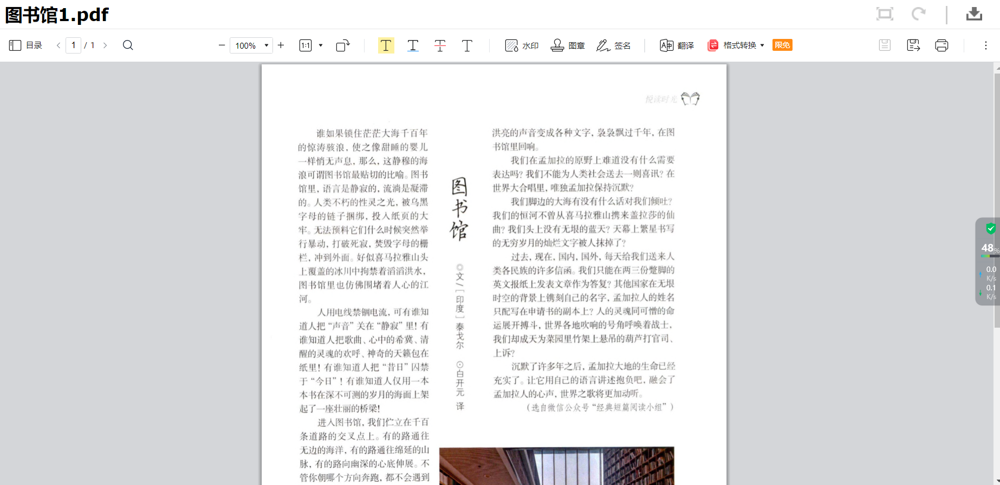 图书馆1.pdf
目录
1 / 1
100%
1:1
水印
图章
签名
翻译
格式转换
限免
悦读时光
谁如果锁住茫茫大海千百年
的惊涛骇浪，使之像甜睡的婴儿
一样悄无声息，那么，这静穆的海
浪可谓图书馆最贴切的比喻。图书
馆里，语言是静寂的，流淌是凝滞
的。人类不朽的性灵之光，被乌黑
字母的链子捆绑，投入纸页的大
牢。无法预料它们什么时候突然举
行暴动，打破死寂，焚毁字母的栅
栏，冲到外面。好似喜马拉雅山头
上覆盖的冰川中拘禁着滔滔洪水，
图书馆里也仿佛围堵着人心的江
河。
人用电线禁锢电流，可有谁知
道人把“声音”关在“静寂”里！有
谁知道人把歌曲、心中的希冀、清
醒的灵魂的欢呼、神奇的天籁包在
纸里！有谁知道人把“昔日”囚禁
于“今日”！有谁知道人仅用一本
本书在深不可测的岁月的海面上架
起了一座壮丽的桥梁！
进入图书馆，我们伫立在千百
条道路的交叉点上。有的路通往
无边的海洋，有的路通往绵延的山
脉，有的路向幽深的心底伸展。不
管你朝哪个方向奔跑，都不会遇到
图书馆
◎文/[印度]泰戈尔 ⊙白开元 译
洪亮的声音变成各种文字，袅袅飘过千年，在图
书馆里回响。
我们在孟加拉的原野上难道没有什么需要
表达吗？我们不能为人类社会送去一则喜讯？在
世界大合唱里，唯独孟加拉保持沉默？
我们脚边的大海有没有什么话对我们倾吐？
我们的恒河不曾从喜马拉雅山携来盖拉莎的仙
曲？我们头上没有无垠的蓝天？天幕上繁星书写
的无穷岁月的灿烂文字被人抹掉了？
过去，现在，国内，国外，每天给我们送来人
类各民族的许多信函。我们只能在两三份蹩脚的
英文报纸上发表文章作为答复？其他国家在无垠
时空的背景上镌刻自己的名字，孟加拉人的姓名
只配写在申请书的副本上？人的灵魂同可憎的命
运展开搏斗，世界各地吹响的号角呼唤着战士，
我们却成天为菜园里竹架上悬吊的葫芦打官司、
上诉？
沉默了许多年之后，孟加拉大地的生命已经
充实了。让它用自己的语言讲述抱负吧，融会了
孟加拉人的心声，世界之歌将更加动听。
（选自微信公众号“经典短篇阅读小组”）
48%
0.0
K/s
0.1
K/s